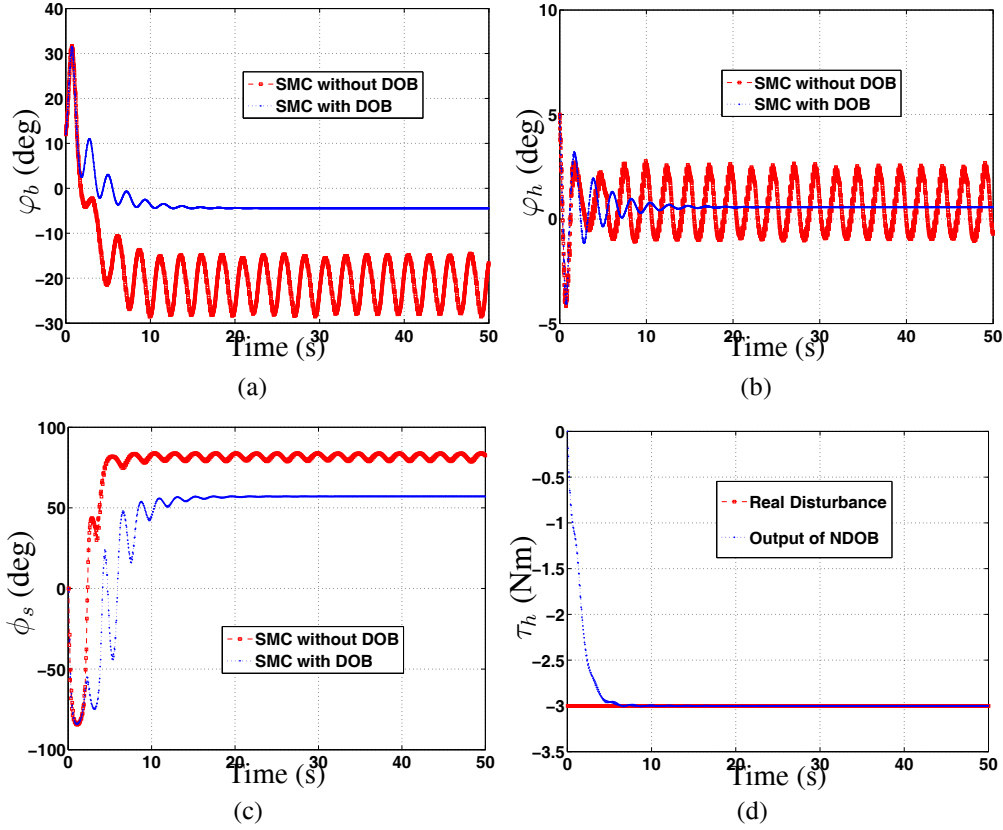 40
30
20
10
0
−10
−20
−30
φ_b (deg)
SMC without DOB
SMC with DOB
0 10 20 30 40 50
Time (s)
(a)
10
5
0
−5
φ_h (deg)
SMC without DOB
SMC with DOB
0 10 20 30 40 50
Time (s)
(b)
100
50
0
−50
−100
ϕ_s (deg)
SMC without DOB
SMC with DOB
0 10 20 30 40 50
Time (s)
(c)
0
−0.5
−1
−1.5
−2
−2.5
−3
−3.5
τ_h (Nm)
Real Disturbance
Output of NDOB
0 10 20 30 40 50
Time (s)
(d)